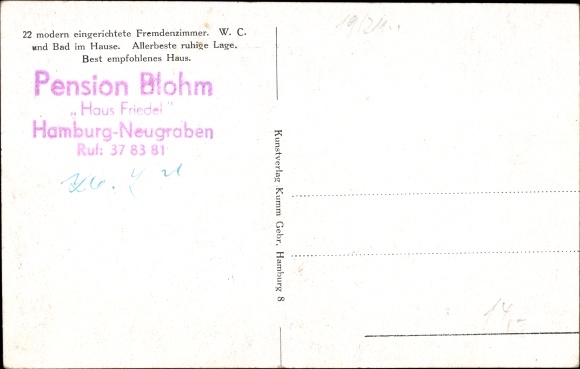 22 modern eingerichtete Fremdenzimmer. W. C.
und Bad im Hause. Allerbeste ruhige Lage.
Best empfohlenes Haus.
Pension Blohm
„Haus Friedel"
Hamburg-Neugraben
Ruf: 37 83 81
Kunstverlag Kumm Gebr. Hamburg 8
14,-